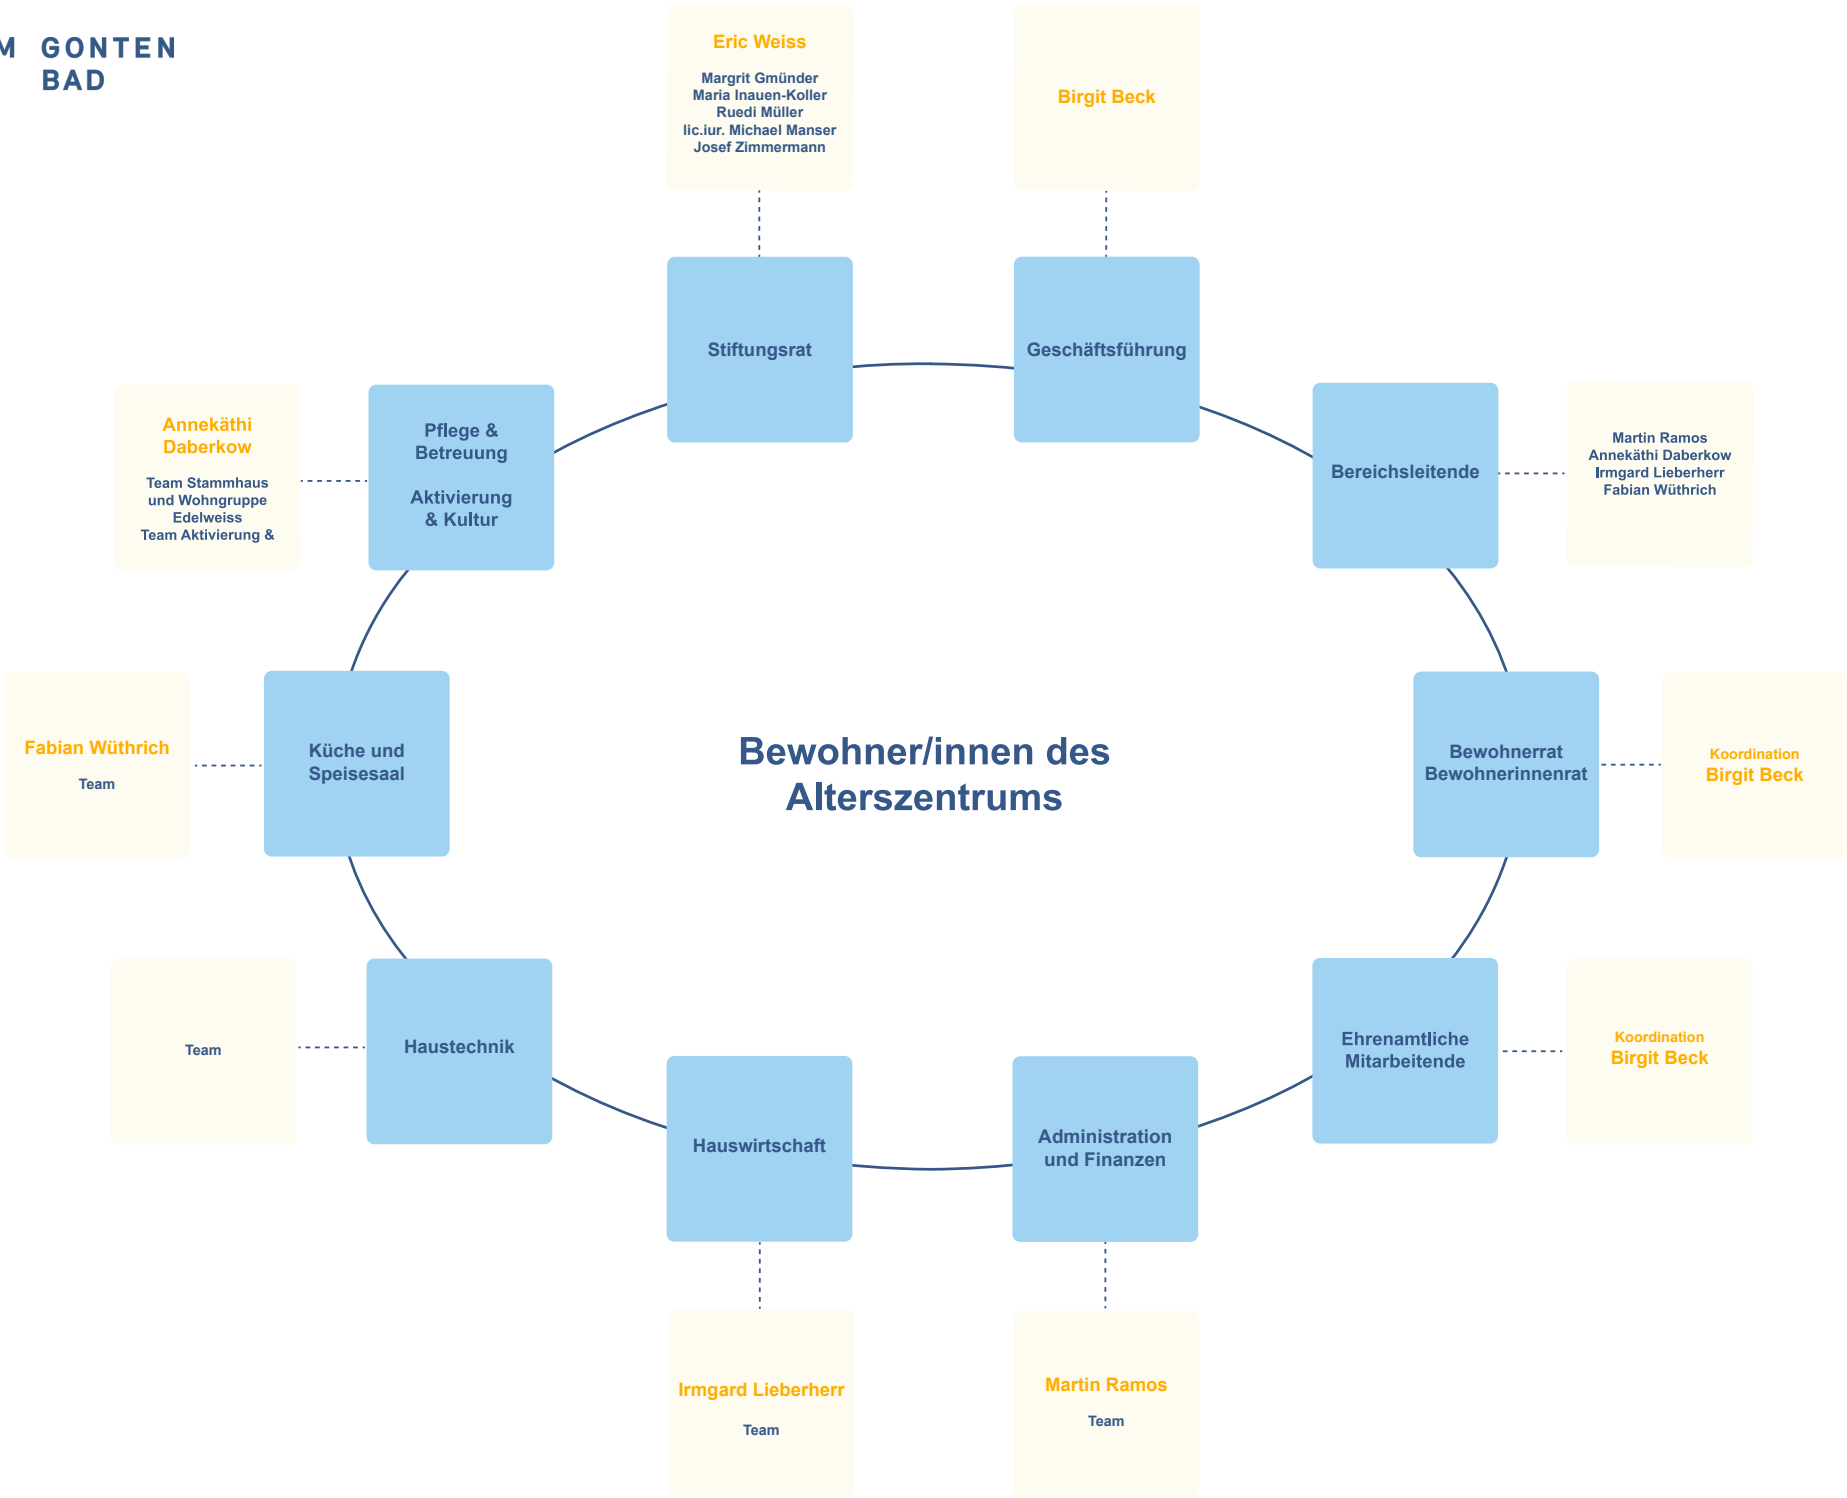 M GONTEN
BAD
Eric Weiss
Margrit Gmünder
Maria Inauen-Koller
Ruedi Müller
lic.iur. Michael Manser
Josef Zimmermann
Birgit Beck
Stiftungsrat
Geschäftsführung
Annekäthi
Daberkow
Team Stammhaus
und Wohngruppe
Edelweiss
Team Aktivierung &
Pflege &
Betreuung
Aktivierung
& Kultur
Bereichsleitende
Martin Ramos
Annekäthi Daberkow
Irmgard Lieberherr
Fabian Wüthrich
Fabian Wüthrich
Team
Küche und
Speisesaal
Bewohner/innen des
Alterszentrums
Bewohnerrat
Bewohnerinnenrat
Koordination
Birgit Beck
Team
Haustechnik
Ehrenamtliche
Mitarbeitende
Koordination
Birgit Beck
Hauswirtschaft
Administration
und Finanzen
Irmgard Lieberherr
Team
Martin Ramos
Team